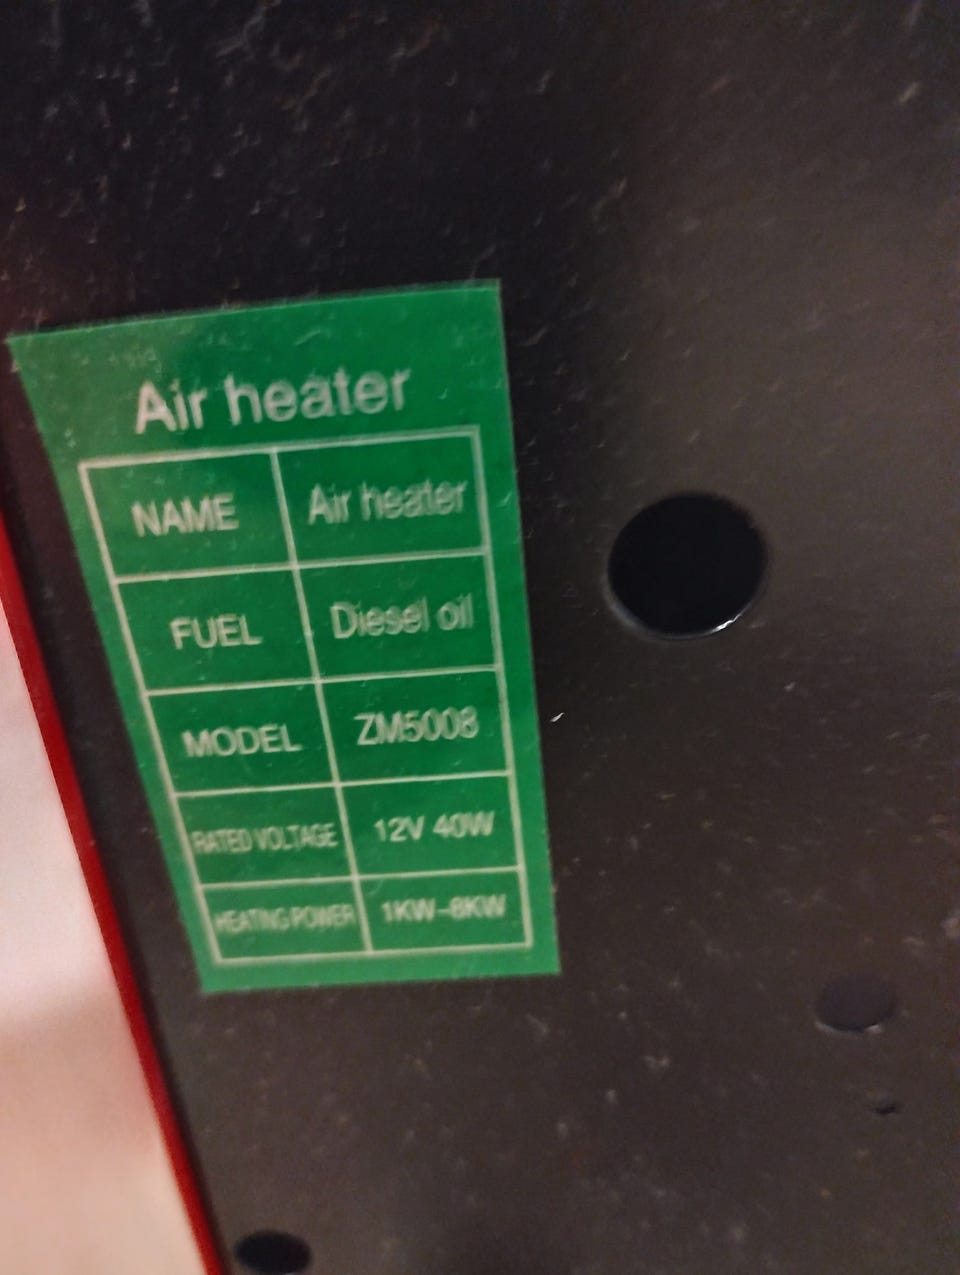 Air heater
NAME Air heater
FUEL Diesel oil
MODEL ZM5008
RATED VOLTAGE 12V 40W
HEATING POWER 1KW-8KW